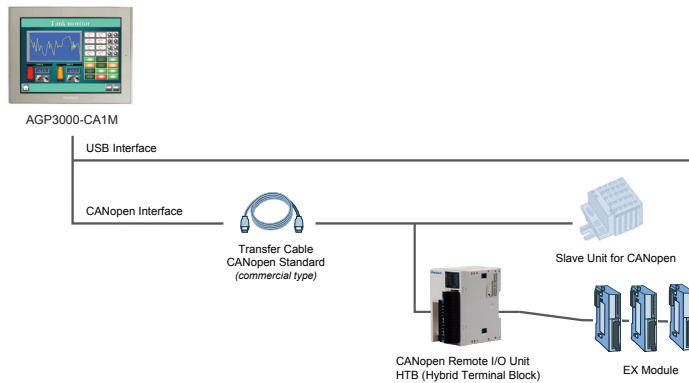 Tank monitor
AGP3000-CA1M
USB Interface
CANopen Interface
Transfer Cable
CANopen Standard
(commercial type)
Slave Unit for CANopen
CANopen Remote I/O Unit
HTB (Hybrid Terminal Block)
EX Module